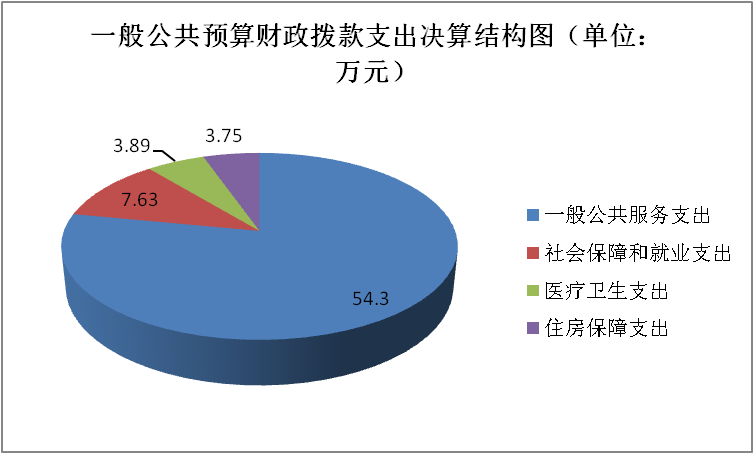 一般公共预算财政拨款支出决算结构图（单位：
万元）
3.75
3.89
7.63
54.3
一般公共服务支出
社会保障和就业支出
医疗卫生支出
住房保障支出